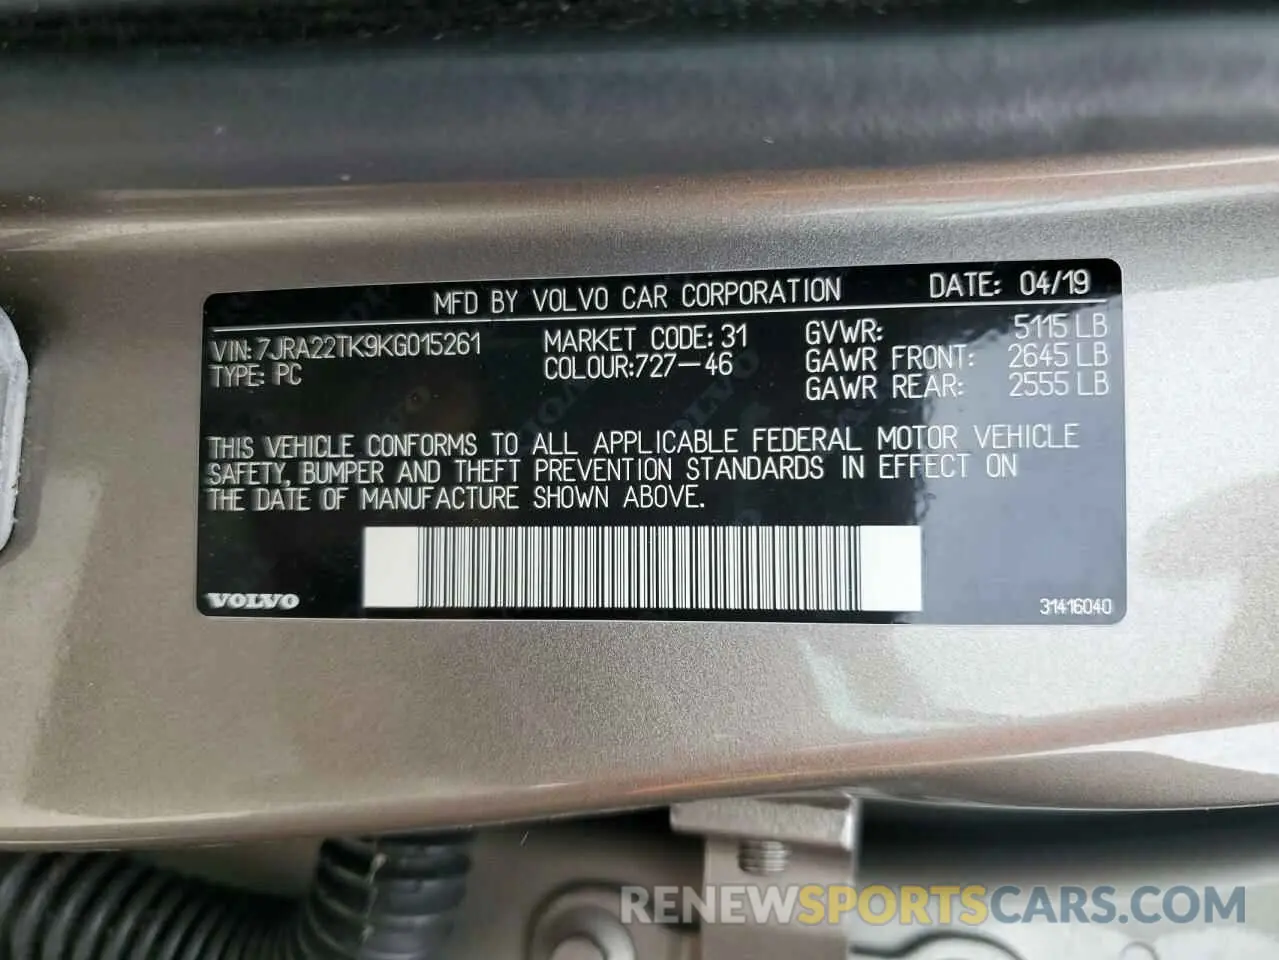 MFD BY VOLVO CAR CORPORATION DATE: 04/19
VIN: 7JRA22TK9KG015261 MARKET CODE: 31 GVWR: 5115 LB
TYPE: PC COLOUR:727-46 GAWR FRONT: 2645 LB
GAWR REAR: 2555 LB
THIS VEHICLE CONFORMS TO ALL APPLICABLE FEDERAL MOTOR VEHICLE
SAFETY, BUMPER AND THEFT PREVENTION STANDARDS IN EFFECT ON
THE DATE OF MANUFACTURE SHOWN ABOVE.
VOLVO
31416040
RENEWSPORTSCARS.COM